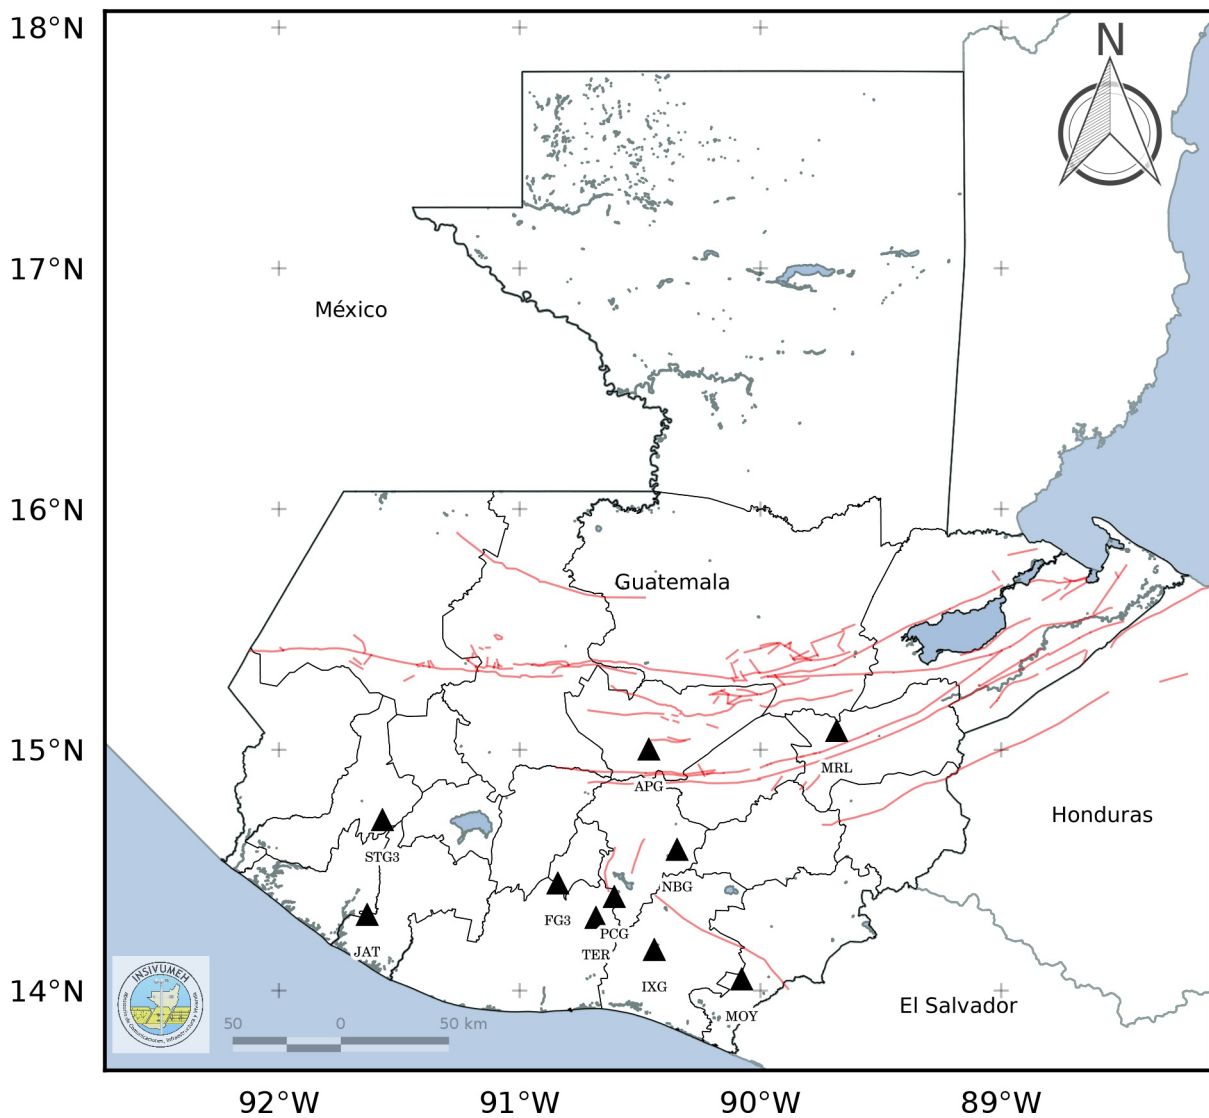 18°N
N
17°N
México
16°N
Guatemala
15°N
MRL
APG
Honduras
STG3
NBG
FG3
PCG
JAT
TER
IXG
14°N
El Salvador
MOY
INSIVUMEH
50 0 50 km
92°W 91°W 90°W 89°W